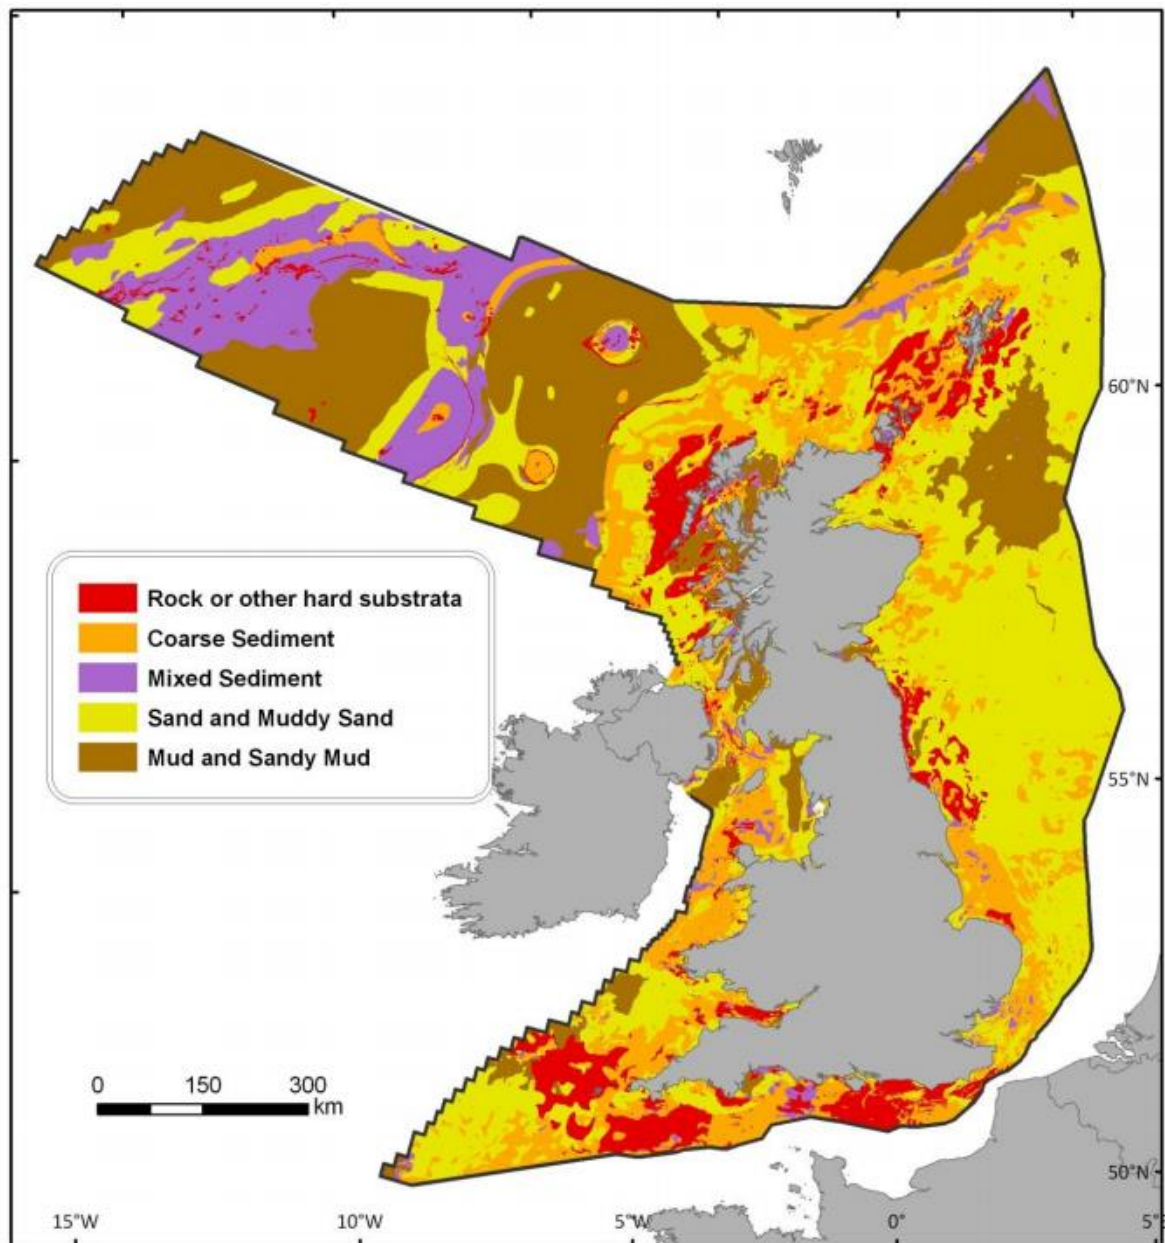 60°N
Rock or other hard substrata
Coarse Sediment
Mixed Sediment
Sand and Muddy Sand
Mud and Sandy Mud
55°N
0 150 300
km
50°N
15°W 10°W 5°W 0° 5°